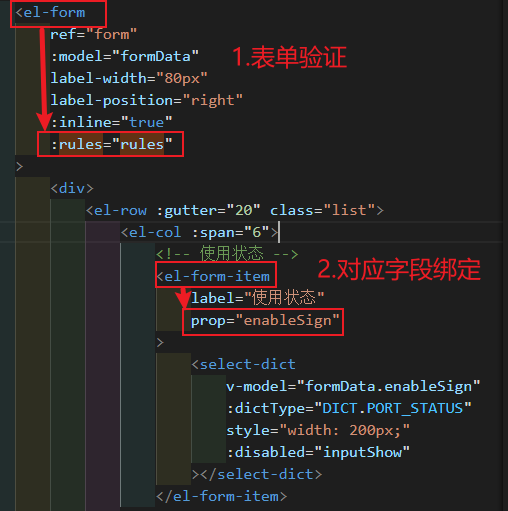 <el-form
ref="form"
:model="formData"
1.表单验证
label-width="80px"
label-position="right"
:inline="true"
:rules="rules"
>
<div>
<el-row :gutter="20" class="list">
<el-col :span="6">
<!-- 使用状态 -->
<el-form-item
2.对应字段绑定
label="使用状态"
prop="enableSign"
>
<select-dict
v-model="formData.enableSign"
:dictType="DICT.PORT_STATUS"
style="width: 200px;"
:disabled="inputShow"
></select-dict>
</el-form-item>